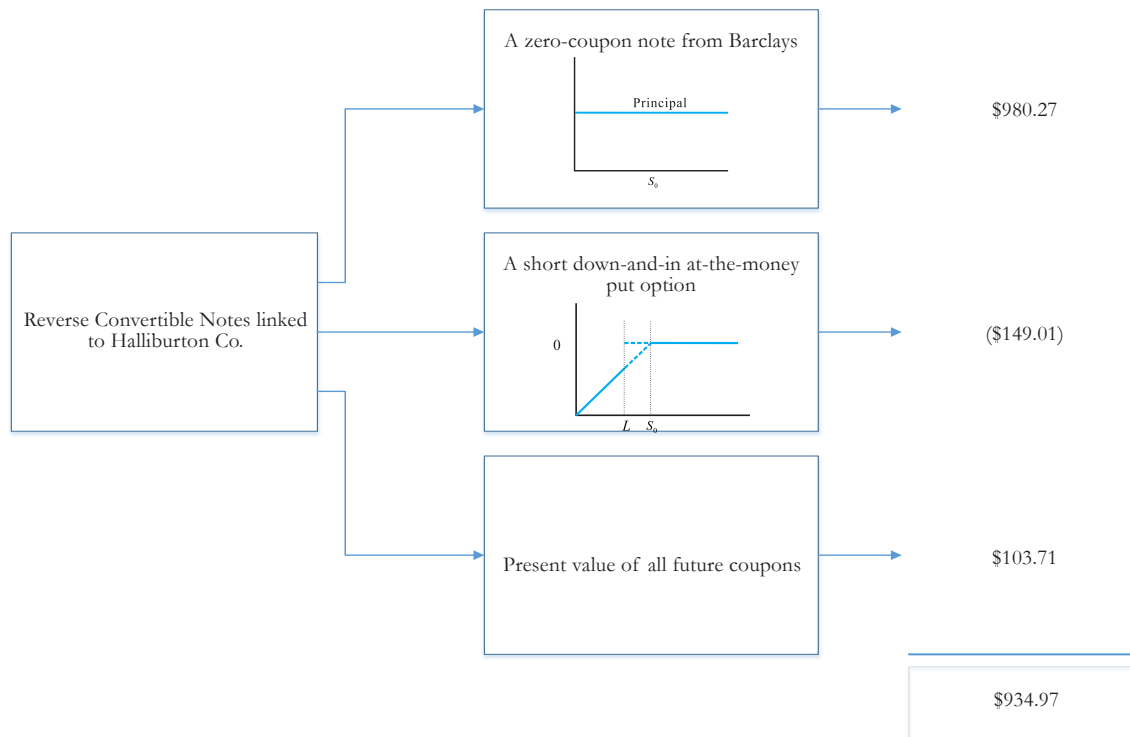 A zero-coupon note from Barclays
Principal
S₀
$980.27
Reverse Convertible Notes linked
to Halliburton Co.
A short down-and-in at-the-money
put option
0
L S₀
($149.01)
Present value of all future coupons
$103.71
$934.97